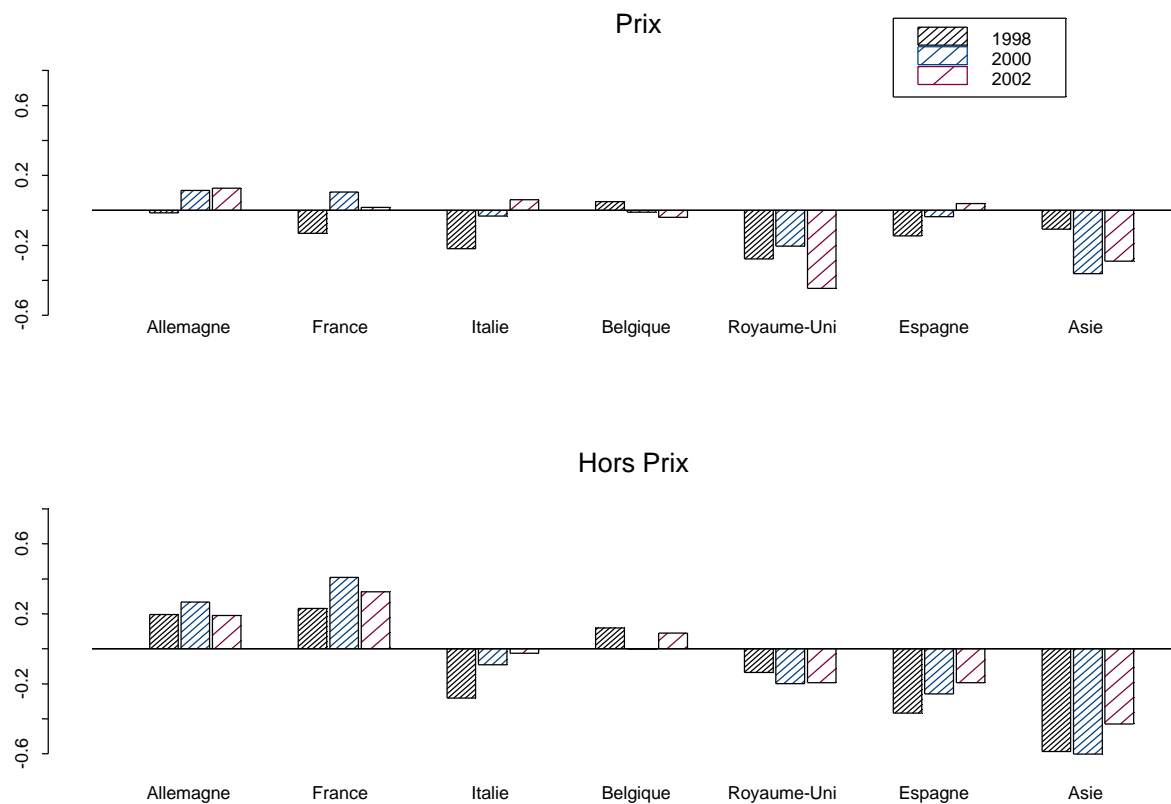 Prix
1998
2000
2002
0.6
0.2
-0.2
-0.6
Allemagne France Italie Belgique Royaume-Uni Espagne Asie
Hors Prix
0.6
0.2
-0.2
-0.6
Allemagne France Italie Belgique Royaume-Uni Espagne Asie